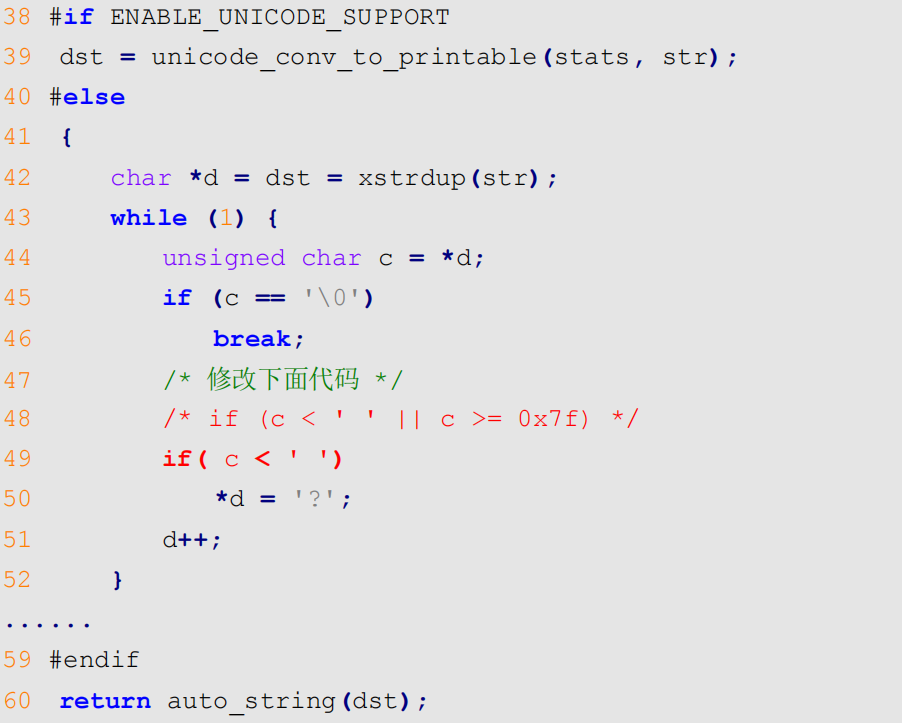 38 #if ENABLE_UNICODE_SUPPORT
39 dst = unicode_conv_to_printable(stats, str);
40 #else
41 {
42 char *d = dst = xstrdup(str);
43 while (1) {
44 unsigned char c = *d;
45 if (c == '\0')
46 break;
47 /* 修改下面代码 */
48 /* if (c < ' ' || c >= 0x7f) */
49 if( c < ' ')
50 *d = '?';
51 d++;
52 }
......
59 #endif
60 return auto_string(dst);